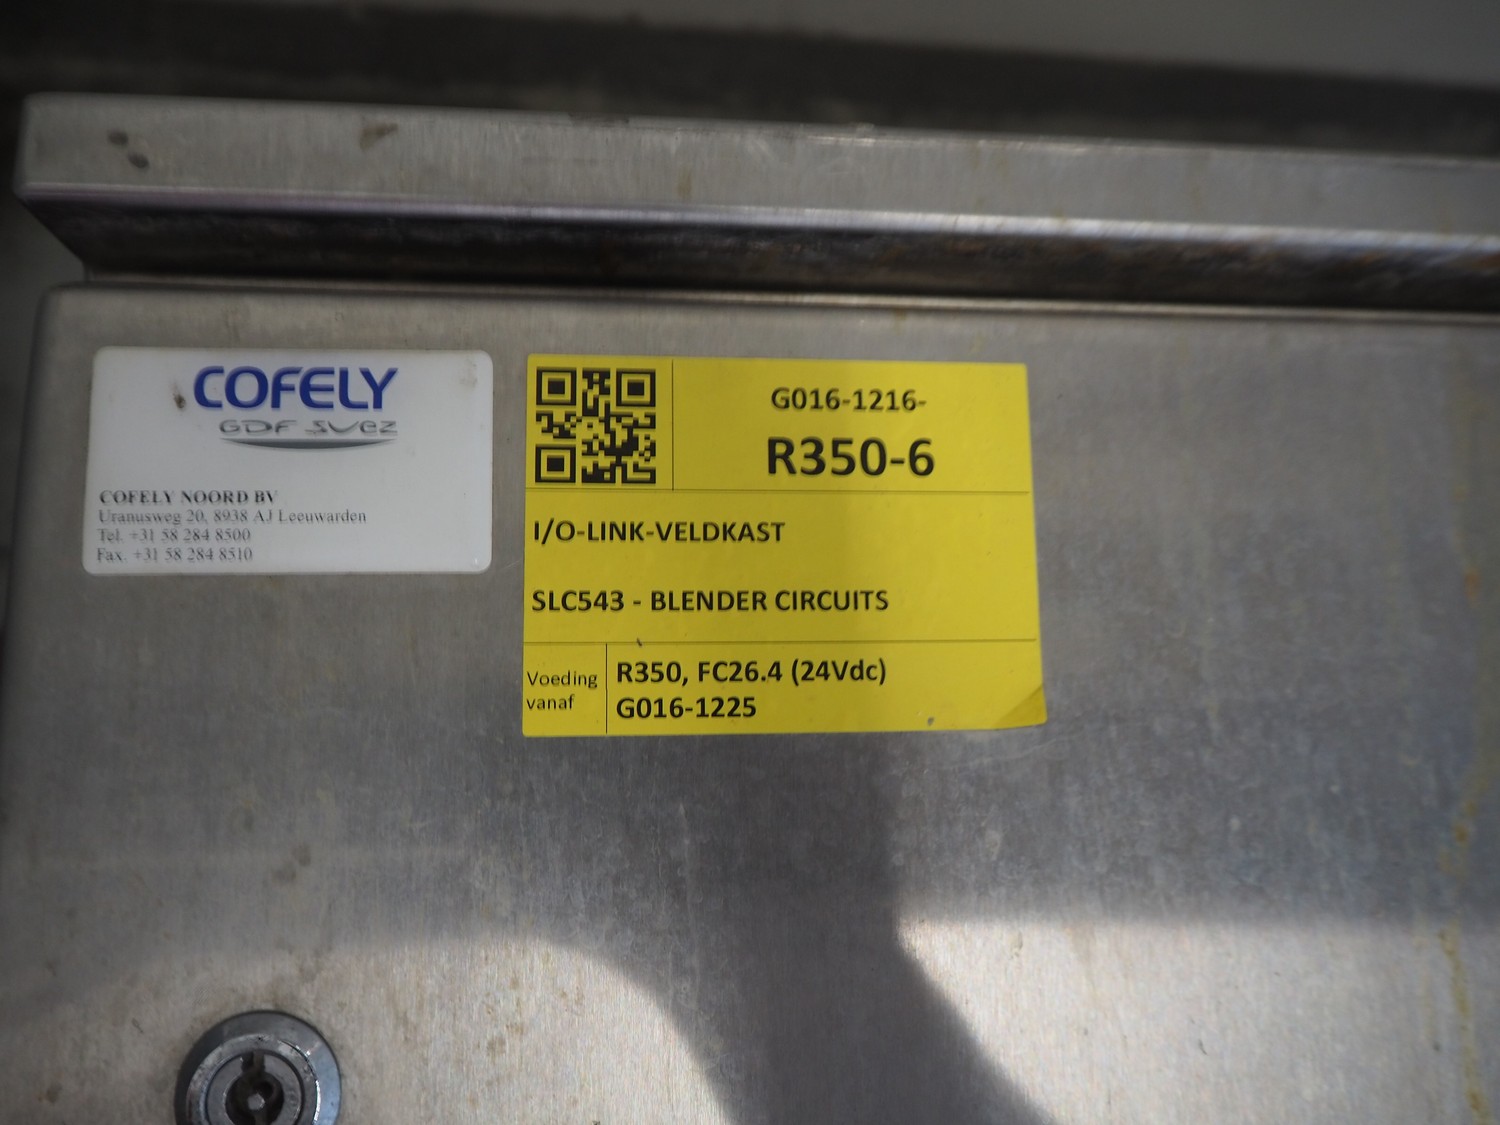 COFELY
GDF SUEZ
COFELY NOORD BV
Uranusweg 20, 8938 AJ Leeuwarden
Tel. +31 58 284 8500
Fax. +31 58 284 8510
G016-1216-
R350-6
I/O-LINK-VELDKAST
SLC543 - BLENDER CIRCUITS
Voeding
vanaf
R350, FC26.4 (24Vdc)
G016-1225